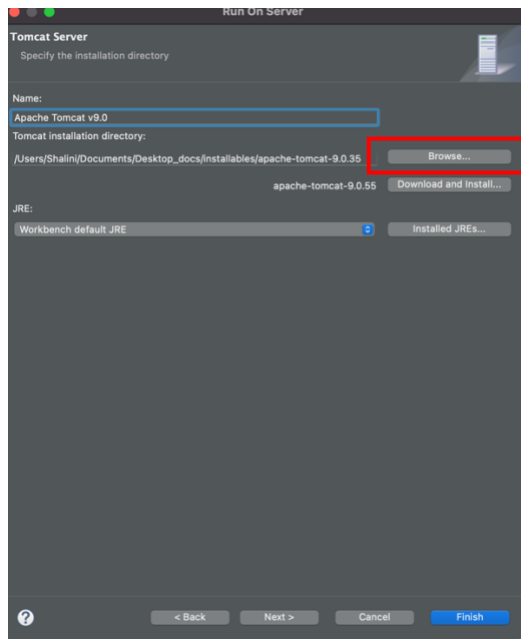 Run On Server
Tomcat Server
Specify the installation directory
Name:
Apache Tomcat v9.0
Tomcat installation directory:
/Users/Shalini/Documents/Desktop_docs/installables/apache-tomcat-9.0.35 Browse...
apache-tomcat-9.0.55 Download and Install...
JRE:
Workbench default JRE Installed JREs...
? < Back Next > Cancel Finish